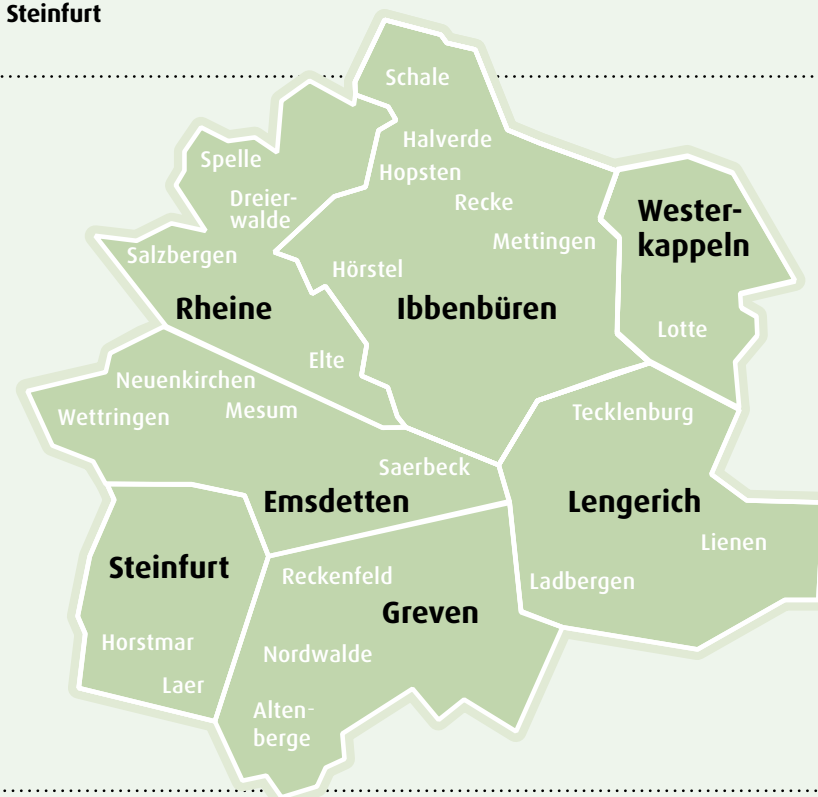 Steinfurt
Schale
Halverde
Spelle
Hopsten
Dreier-
walde
Recke
Wester-
kappeln
Mettingen
Salzbergen
Hörstel
Rheine
Ibbenbüren
Lotte
Elte
Neuenkirchen
Mesum
Wettringen
Tecklenburg
Saerbeck
Emsdetten
Lengerich
Lienen
Steinfurt
Reckenfeld
Ladbergen
Greven
Horstmar
Nordwalde
Laer
Alten-
berge